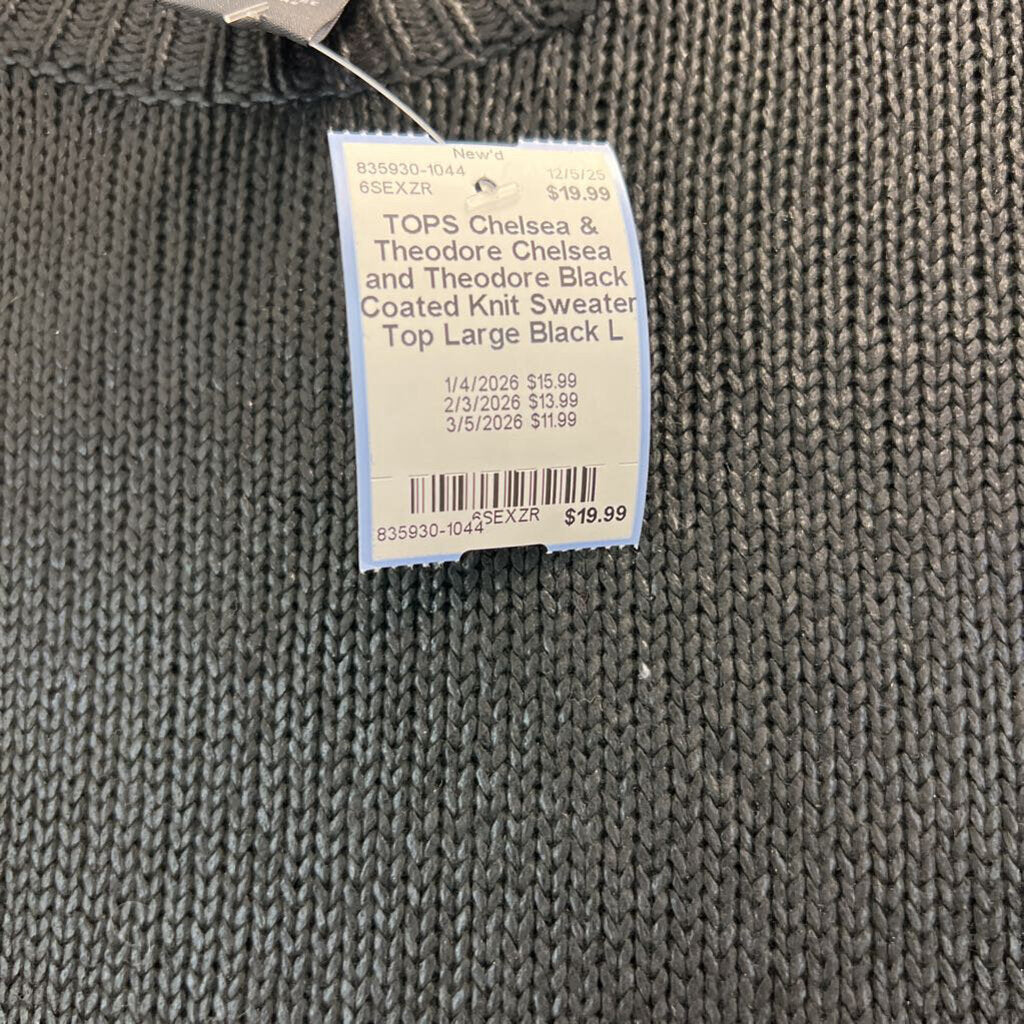 New'd
835930-1044 12/5/25
6SEXZR $19.99
TOPS Chelsea &
Theodore Chelsea
and Theodore Black
Coated Knit Sweater
Top Large Black L
1/4/2026 $15.99
2/3/2026 $13.99
3/5/2026 $11.99
6SEXZR $19.99
835930-1044